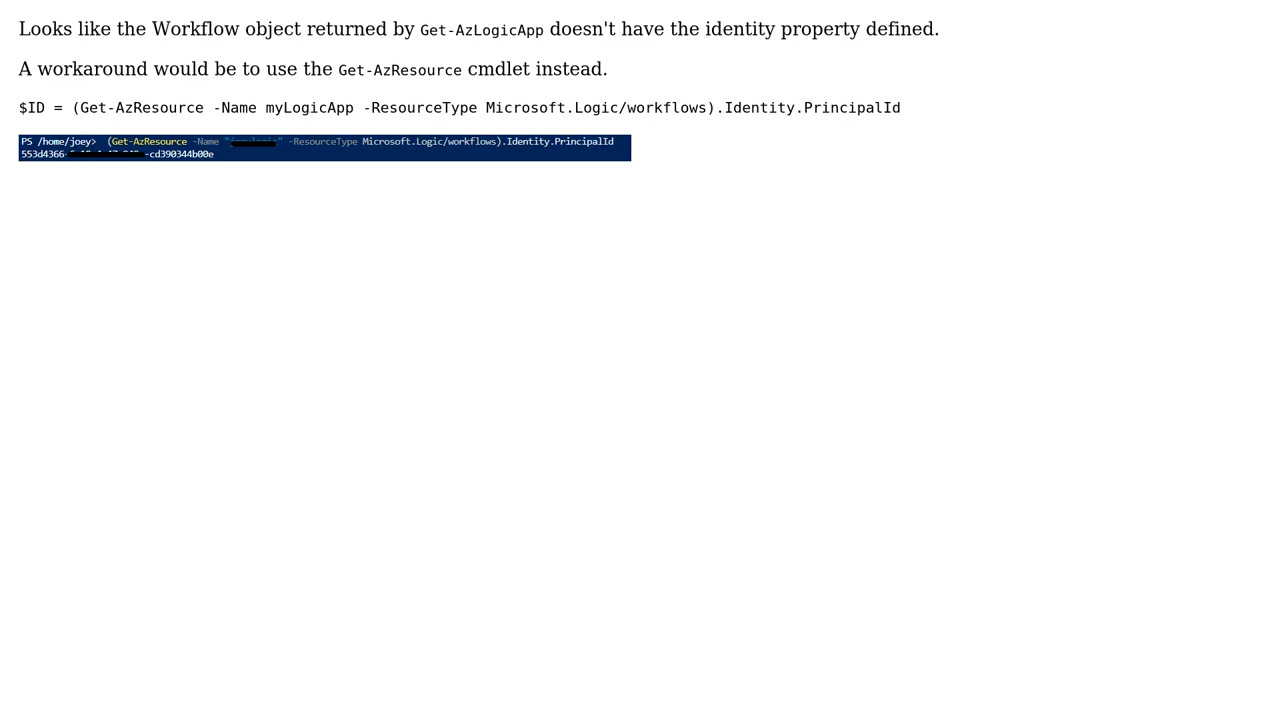 Looks like the Workflow object returned by Get-AzLogicApp doesn't have the identity property defined.
A workaround would be to use the Get-AzResource cmdlet instead.
$ID = (Get-AzResource -Name myLogicApp -ResourceType Microsoft.Logic/workflows).Identity.PrincipalId
PS /home/joey> (Get-AzResource -Name " " -ResourceType Microsoft.Logic/workflows).Identity.PrincipalId
553d4366- -cd390344b00e